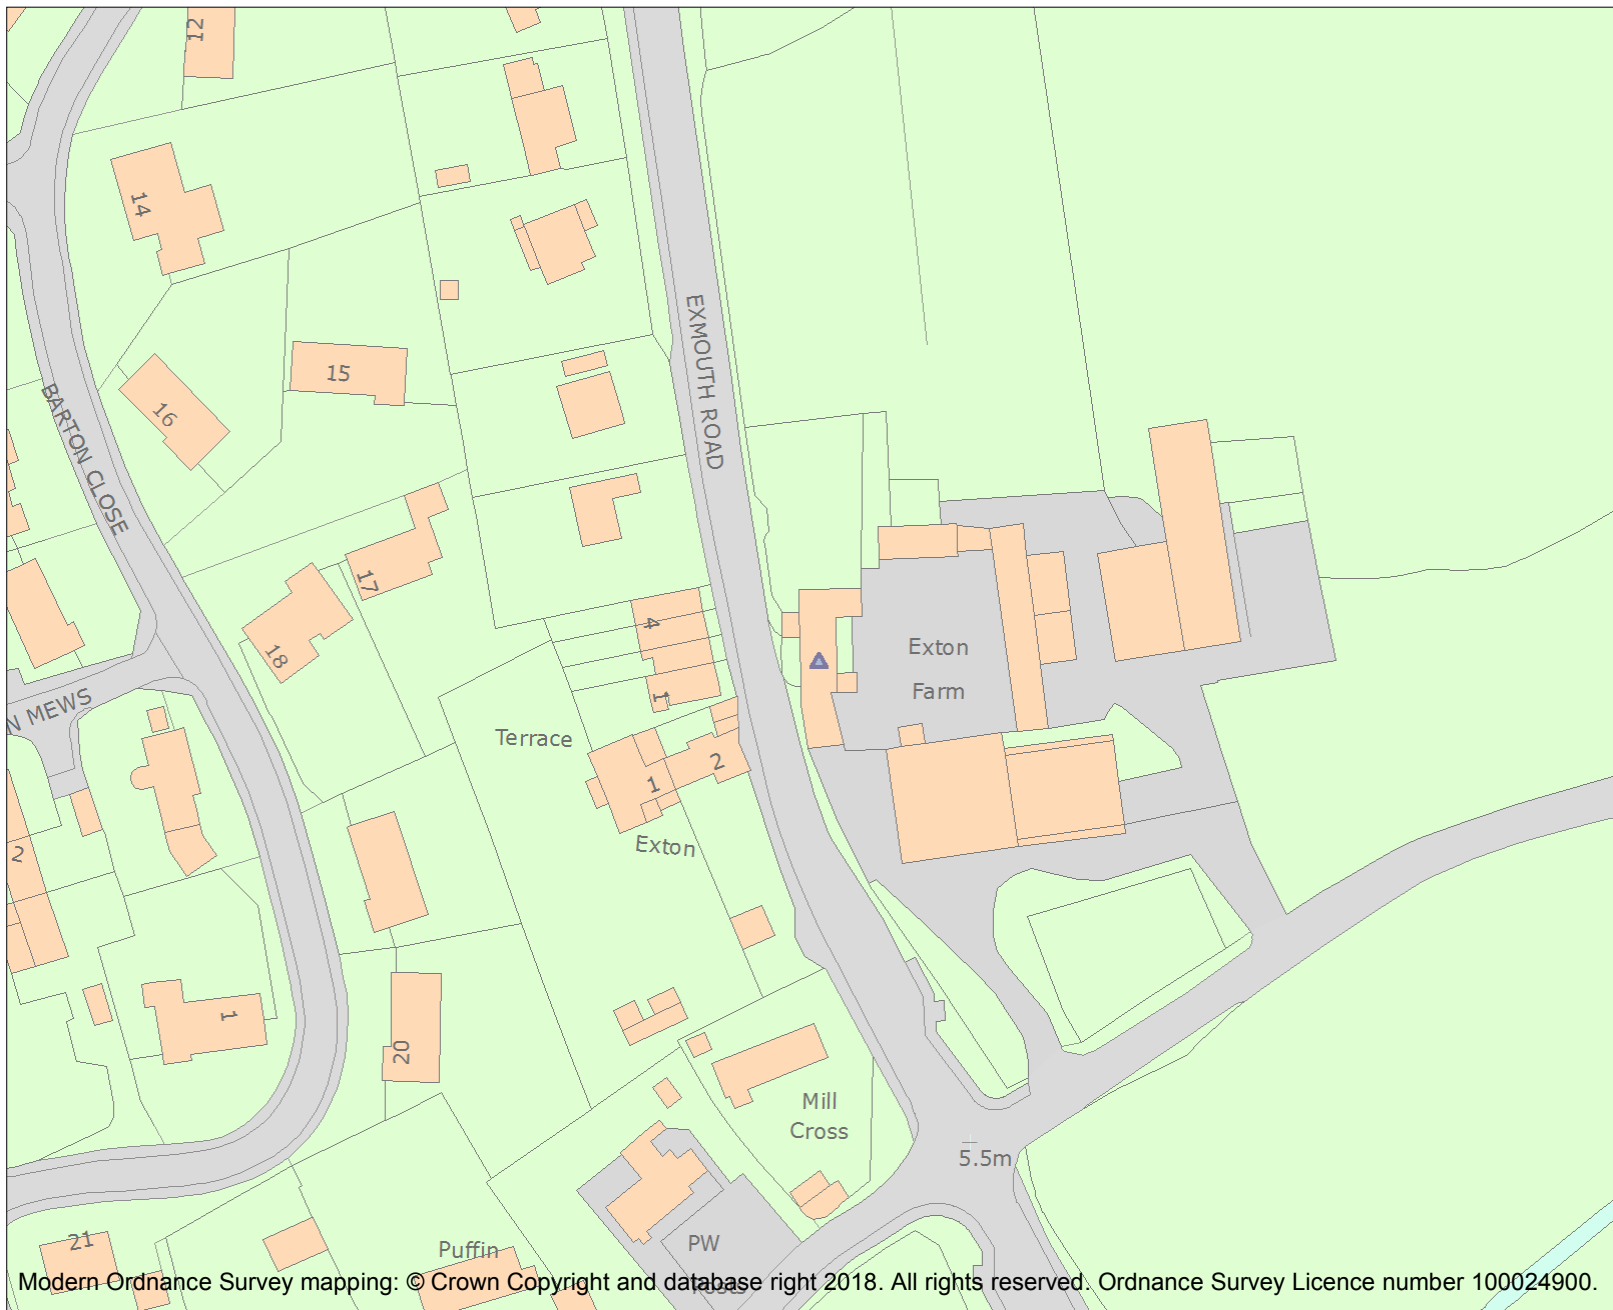 12
14
EXMOUTH ROAD
15
BARTON CLOSE
16
17
4
18
1
Exton
Farm
N MEWS
Terrace
2
1
Exton
2
1
20
Mill
Cross
5.5m
21
Puffin
PW
Posts
Modern Ordnance Survey mapping: © Crown Copyright and database right 2018. All rights reserved. Ordnance Survey Licence number 100024900.